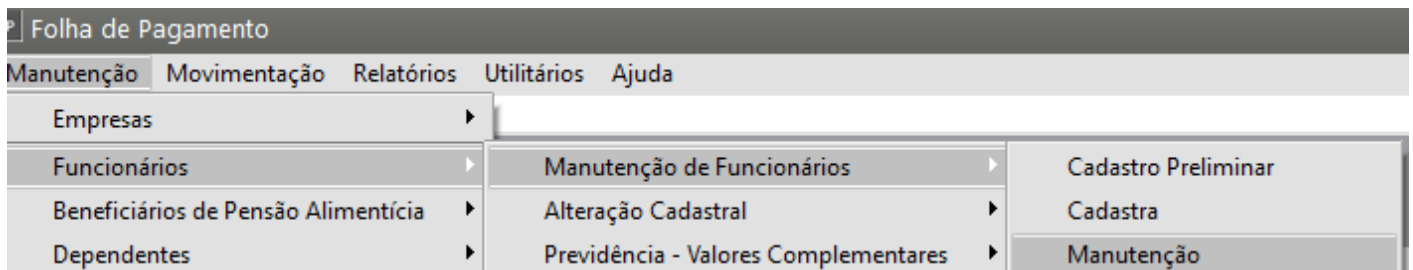 Folha de Pagamento
Manutenção Movimentação Relatórios Utilitários Ajuda
Empresas
Funcionários Manutenção de Funcionários Cadastro Preliminar
Beneficiários de Pensão Alimentícia Alteração Cadastral Cadastra
Dependentes Previdência - Valores Complementares Manutenção